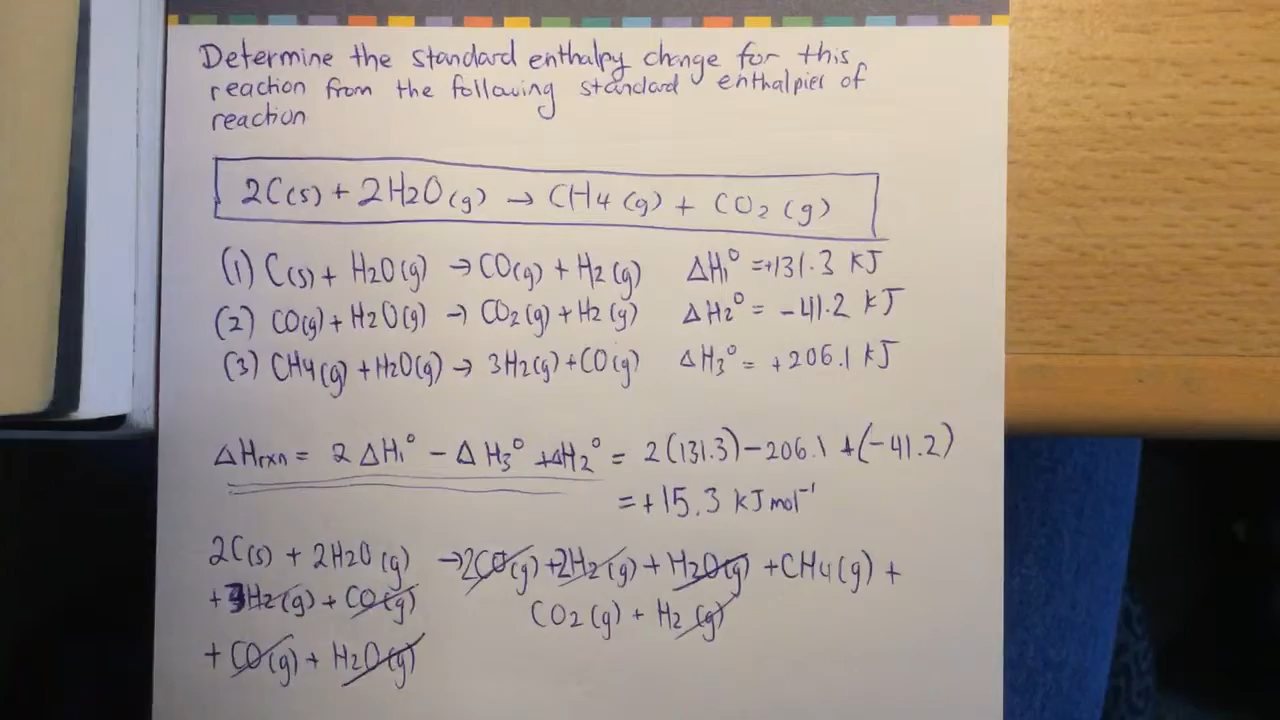 Determine the standard enthalpy change for this
reaction from the following standard enthalpies of
reaction
2C(s) + 2H2O(g) → CH4(g) + CO2(g)
(1) C(s) + H2O(g) → CO(g) + H2(g) ΔH1° = +131.3 KJ
(2) CO(g) + H2O(g) → CO2(g) + H2(g) ΔH2° = -41.2 KJ
(3) CH4(g) + H2O(g) → 3H2(g) + CO(g) ΔH3° = +206.1 KJ
ΔHrxn = 2ΔH1° - ΔH3° + ΔH2° = 2(131.3) - 206.1 + (-41.2)
= +15.3 KJ mol⁻¹
2C(s) + 2H2O(g) → 2CO(g) + 2H2(g) + H2O(g) + CH4(g) +
+ 3H2(g) + CO(g) CO2(g) + H2(g)
+ CO(g) + H2O(g)